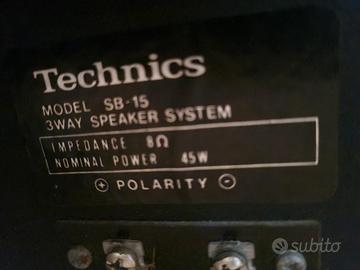 Technics
MODEL SB-15
3WAY SPEAKER SYSTEM
IMPEDANCE 8Ω
NOMINAL POWER 45W
⊕ POLARITY ⊖
subito